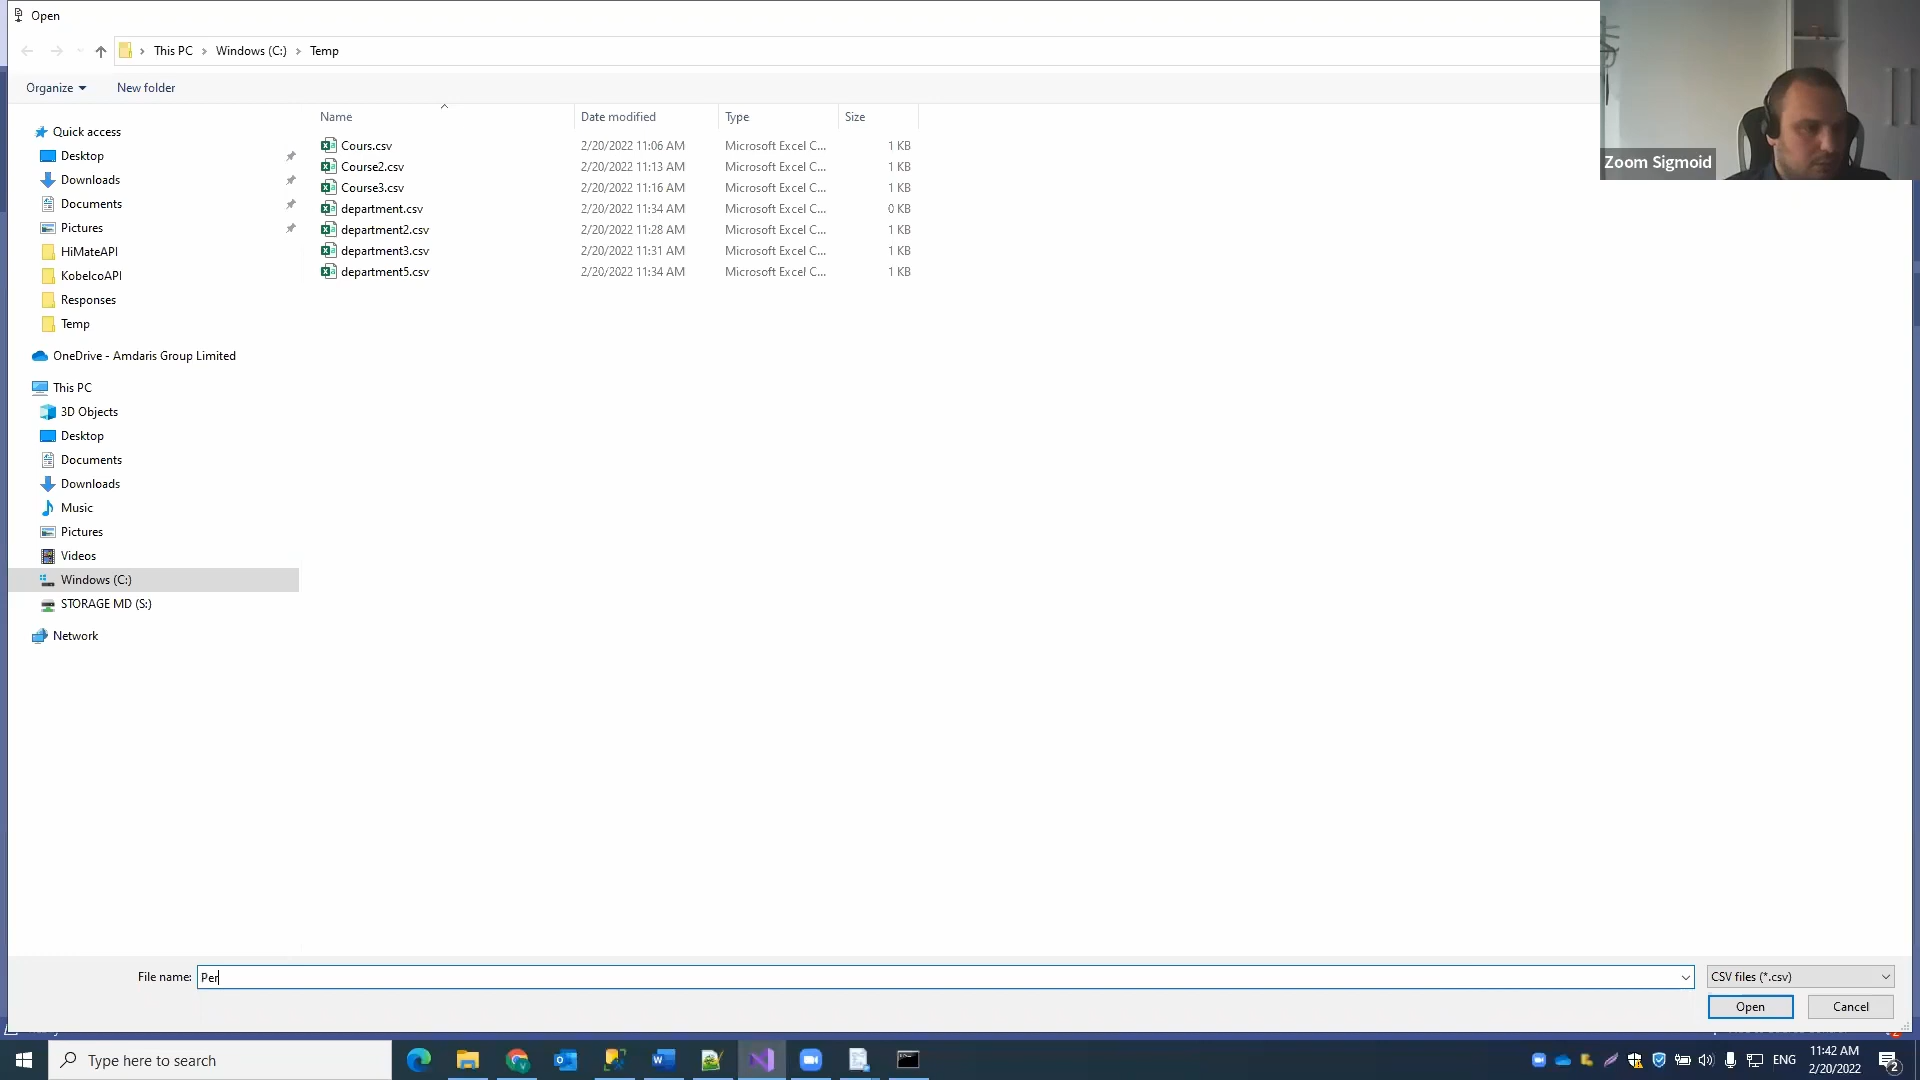 Open
This PC > Windows (C:) > Temp
Organize
New folder
Name
Date modified
Type
Size
Cours.csv 2/20/2022 11:06 AM Microsoft Excel C... 1 KB
Course2.csv 2/20/2022 11:13 AM Microsoft Excel C... 1 KB
Course3.csv 2/20/2022 11:16 AM Microsoft Excel C... 1 KB
department.csv 2/20/2022 11:34 AM Microsoft Excel C... 0 KB
department2.csv 2/20/2022 11:28 AM Microsoft Excel C... 1 KB
department3.csv 2/20/2022 11:31 AM Microsoft Excel C... 1 KB
department5.csv 2/20/2022 11:34 AM Microsoft Excel C... 1 KB
Quick access
Desktop
Downloads
Documents
Pictures
HiMateAPI
KobelcoAPI
Responses
Temp
OneDrive - Amdaris Group Limited
This PC
3D Objects
Desktop
Documents
Downloads
Music
Pictures
Videos
Windows (C:)
STORAGE MD (S:)
Network
Zoom Sigmoid
File name: Per
CSV files (*.csv)
Open
Cancel
Type here to search
ENG
11:42 AM
2/20/2022
2